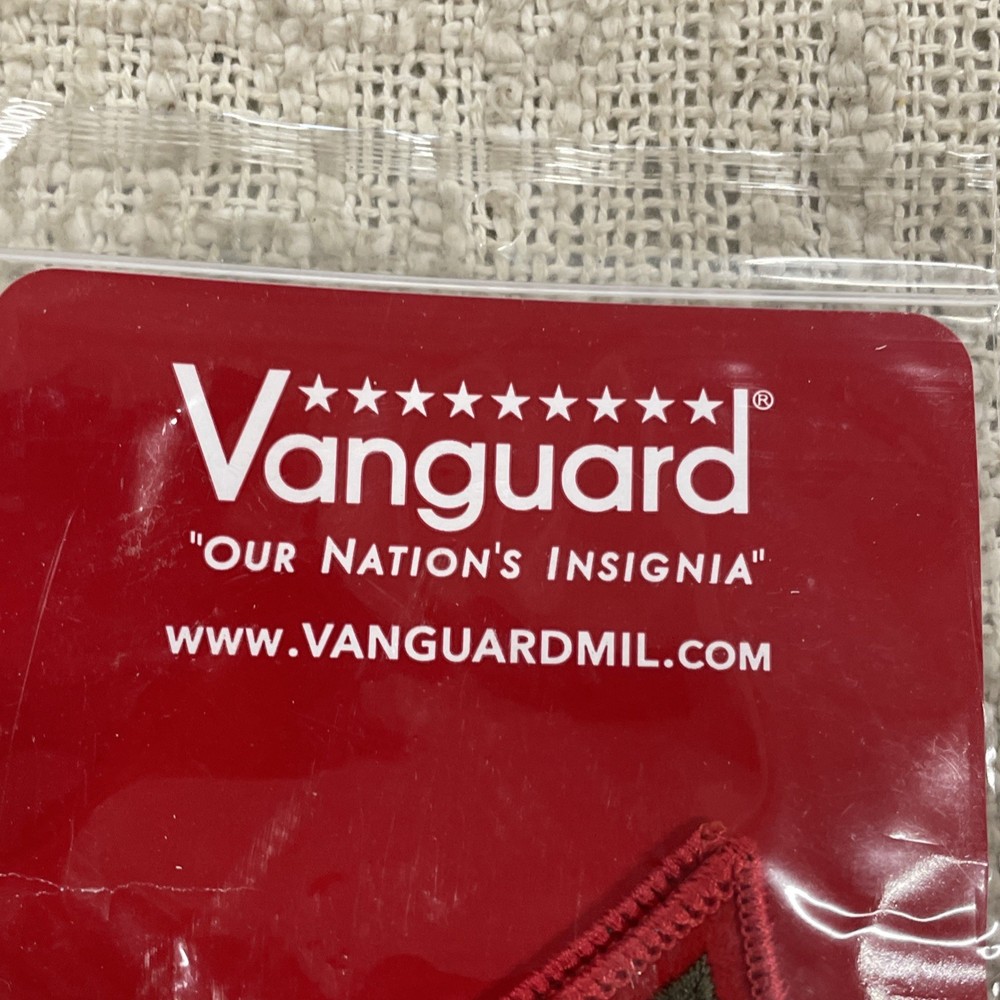 Vanguard®
"OUR NATION'S INSIGNIA"
WWW.VANGUARDMIL.COM